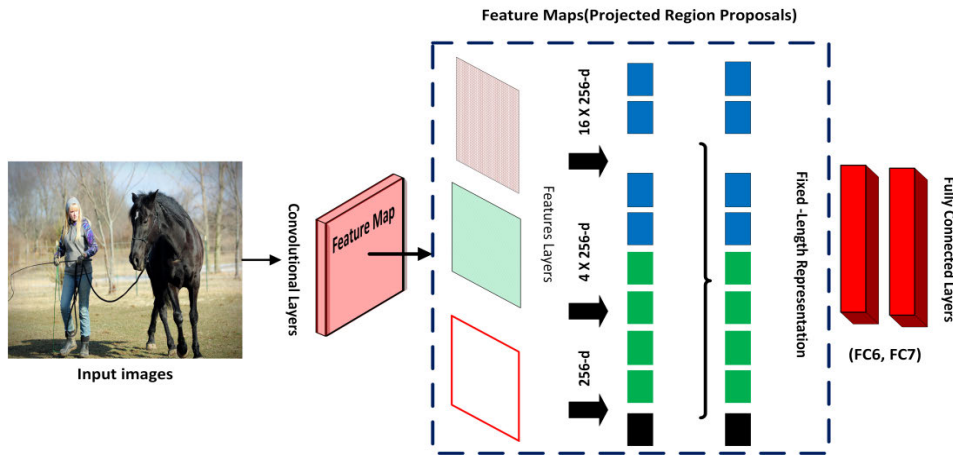 Feature Maps(Projected Region Proposals)
Input images
Convolutional Layers
Feature Map
Features Layers
16 X 256-d
4 X 256-d
256-d
Fixed -Length Representation
Fully Connected Layers
(FC6, FC7)